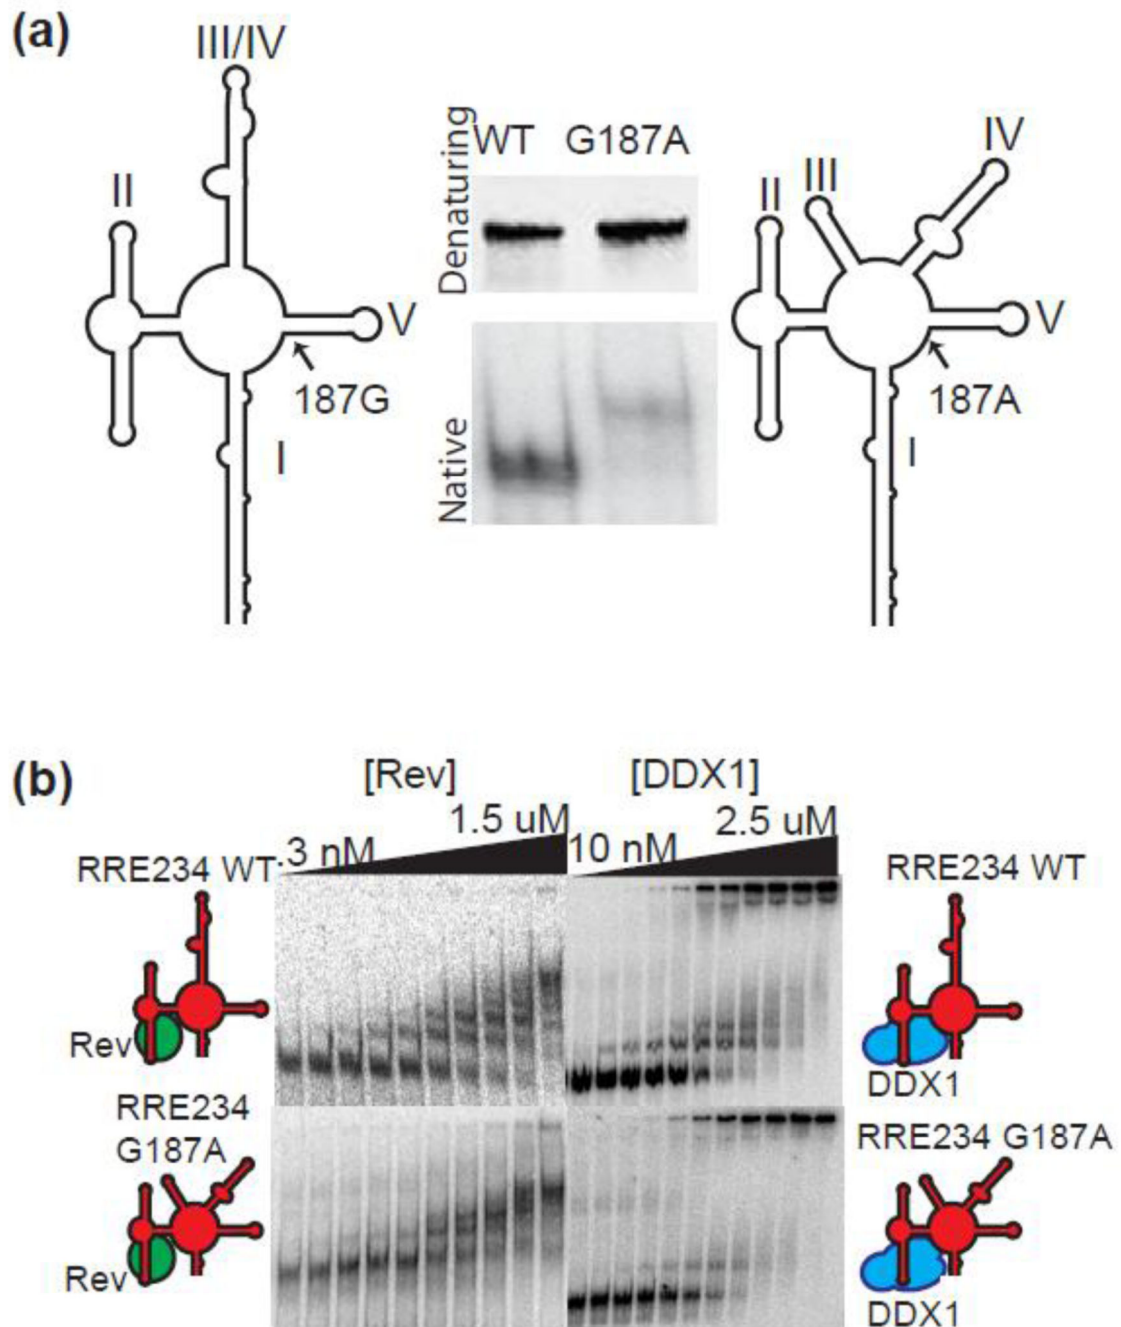 (a)
III/IV
II
V
187G
I
Denaturing
WT G187A
Native
IV
III
II
V
187A
I
(b)
[Rev] [DDX1]
.3 nM 1.5 uM 10 nM 2.5 uM
RRE234 WT
Rev
RRE234 WT
DDX1
RRE234
G187A
Rev
RRE234 G187A
DDX1